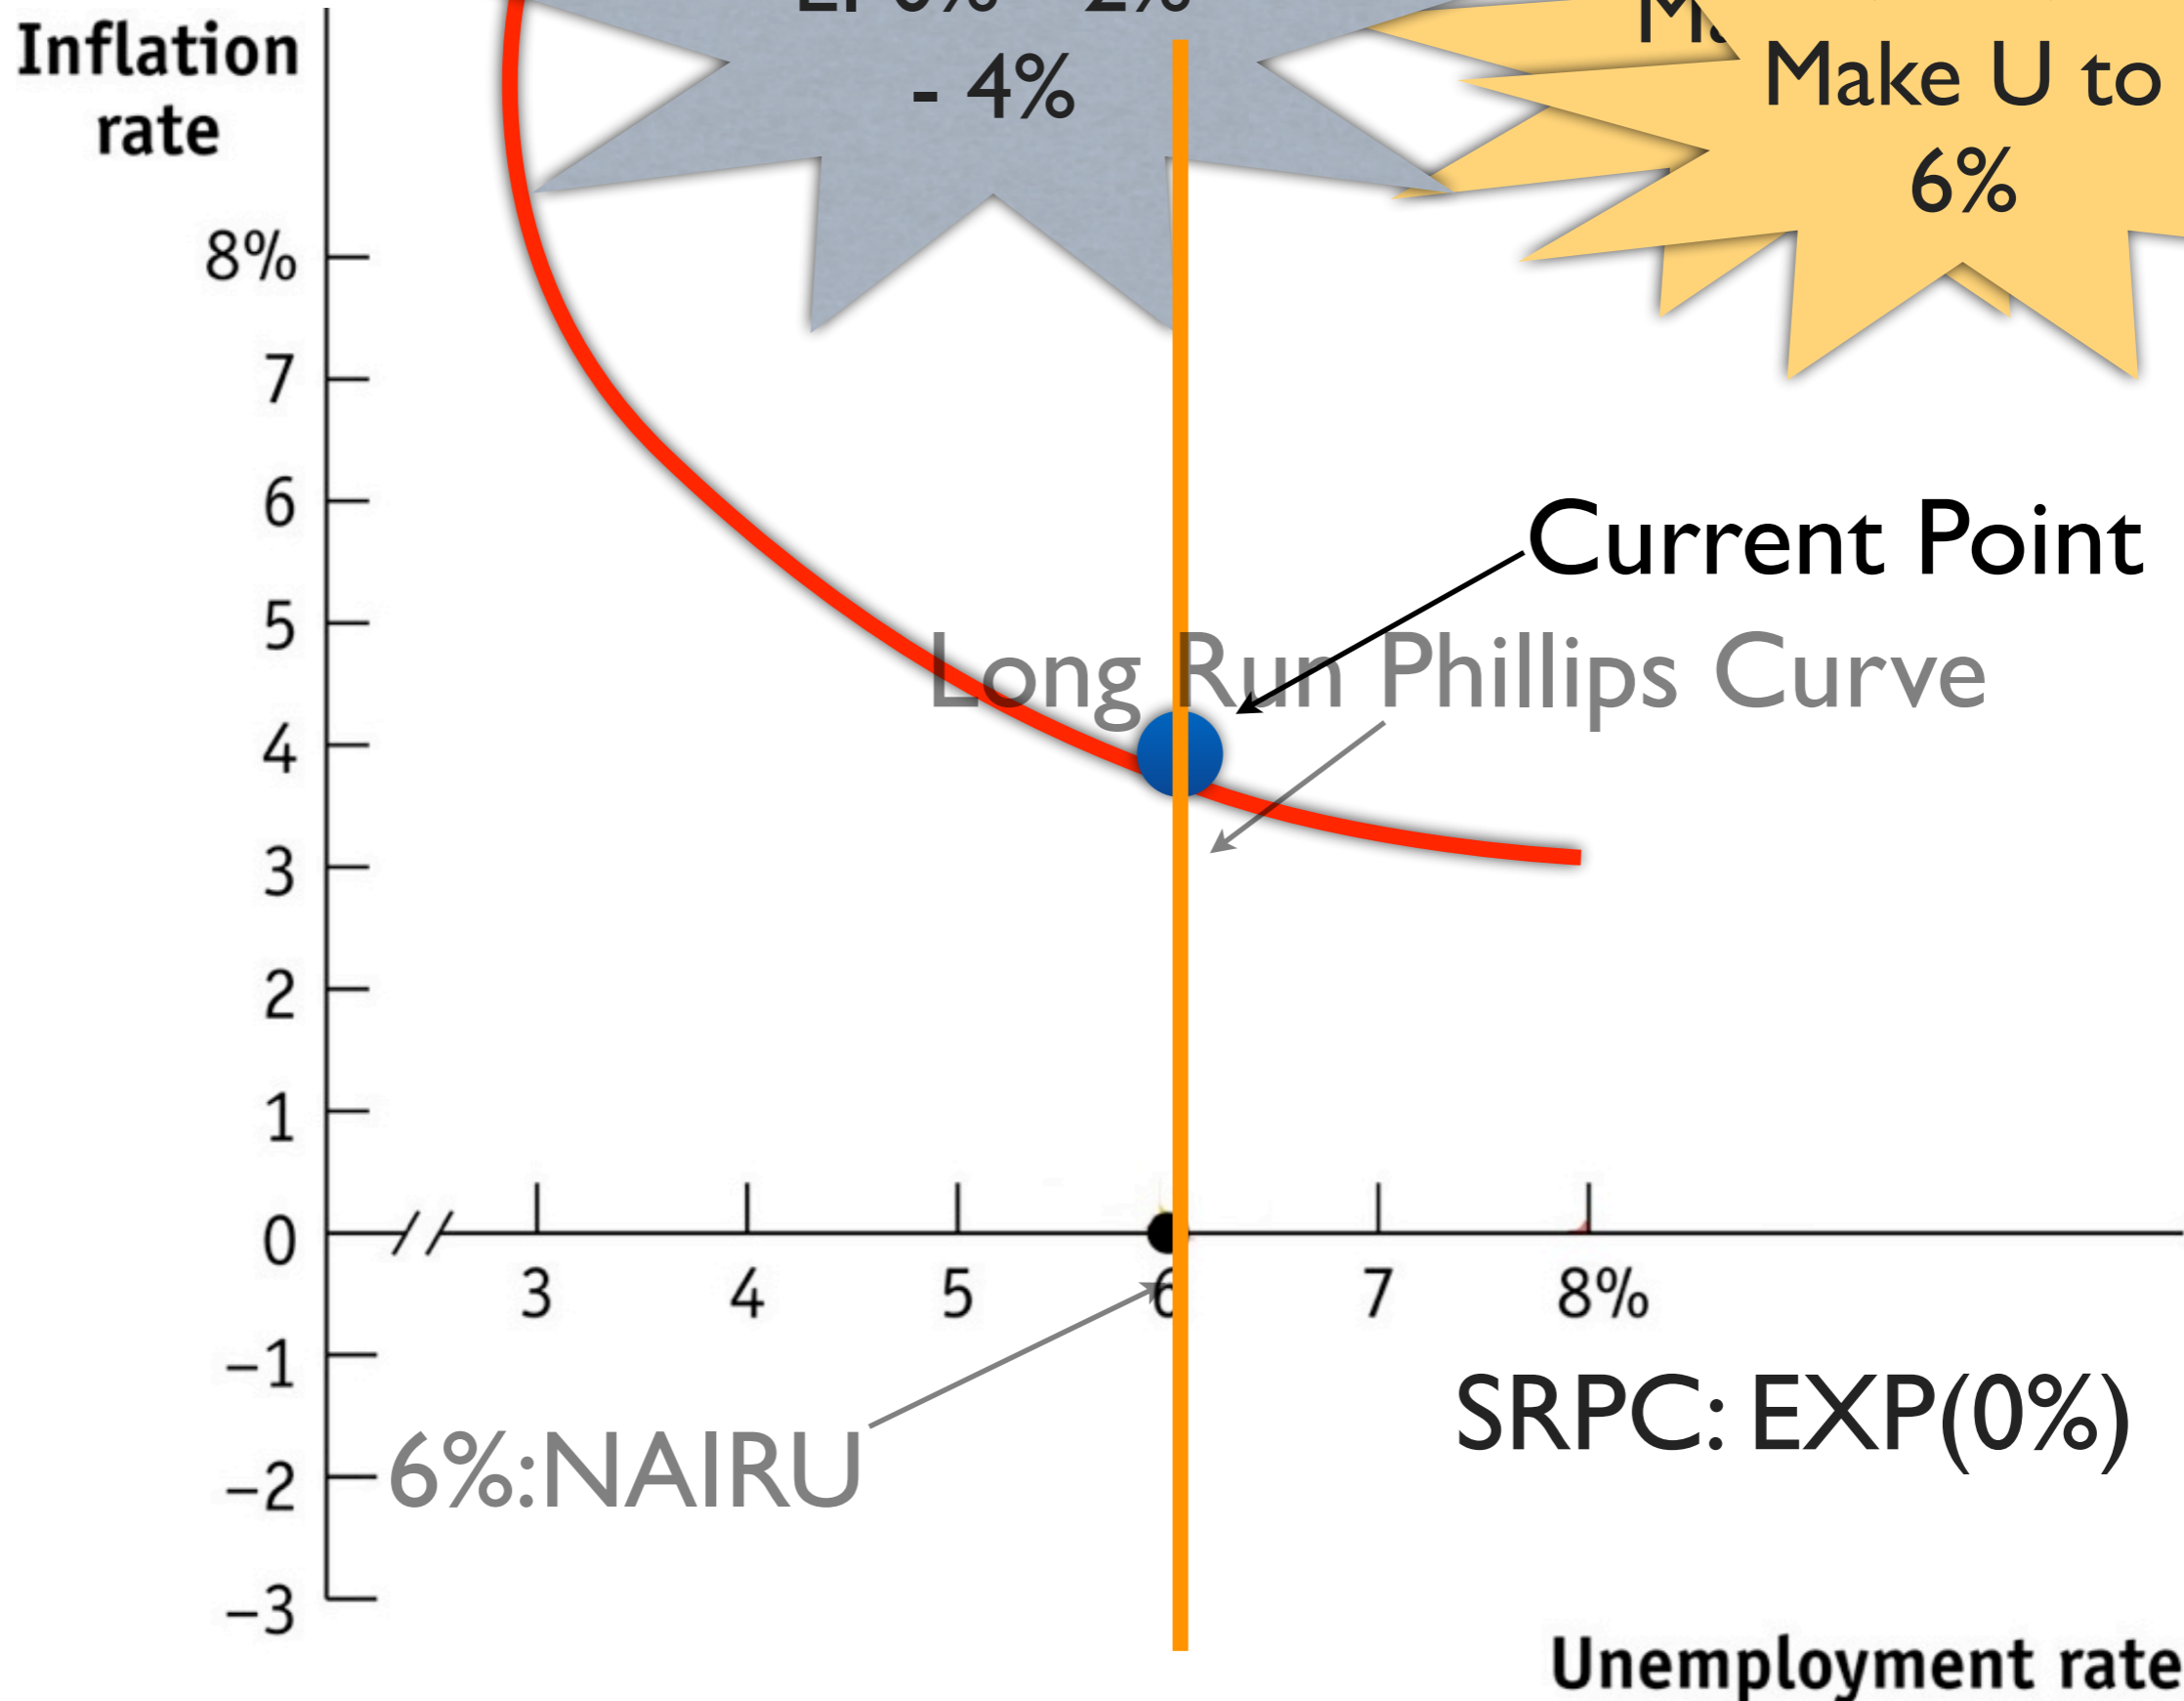 Inflation
rate
- 4%
Make U to
6%
8%
7
6
5
4
3
2
1
0
-1
-2
-3
Current Point
Long Run Phillips Curve
3
4
5
6
7
8%
6%:NAIRU
SRPC: EXP(0%)
Unemployment rate